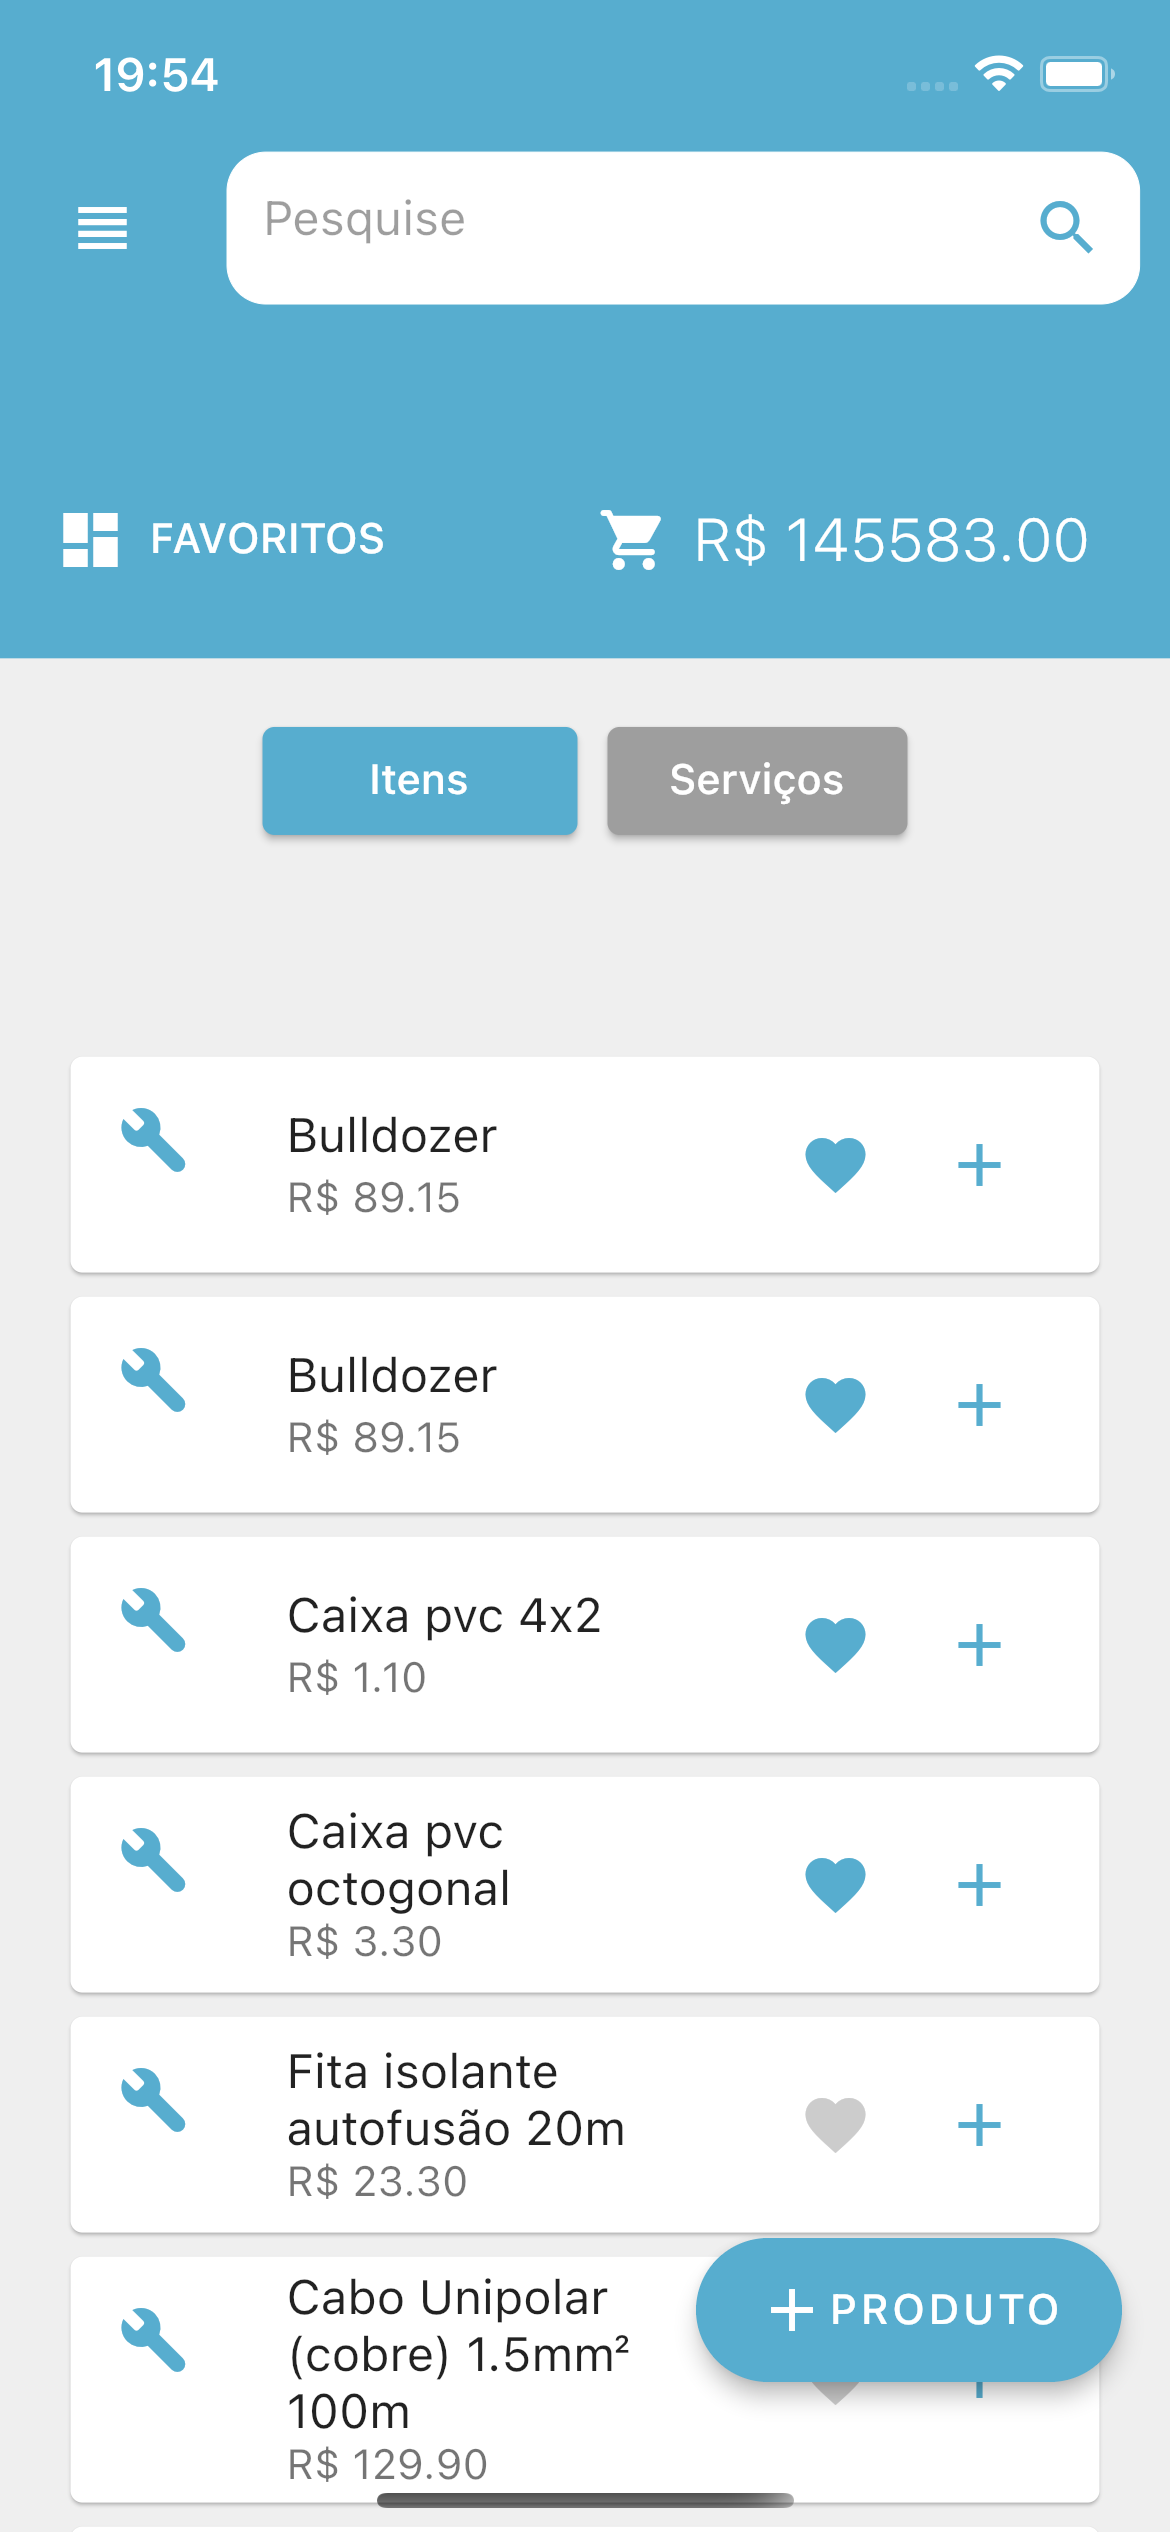 19:54
Pesquise
FAVORITOS
R$ 145583.00
Itens
Serviços
Bulldozer
R$ 89.15
Bulldozer
R$ 89.15
Caixa pvc 4x2
R$ 1.10
Caixa pvc
octogonal
R$ 3.30
Fita isolante
autofusão 20m
R$ 23.30
Cabo Unipolar
(cobre) 1.5mm²
100m
R$ 129.90
+PRODUTO